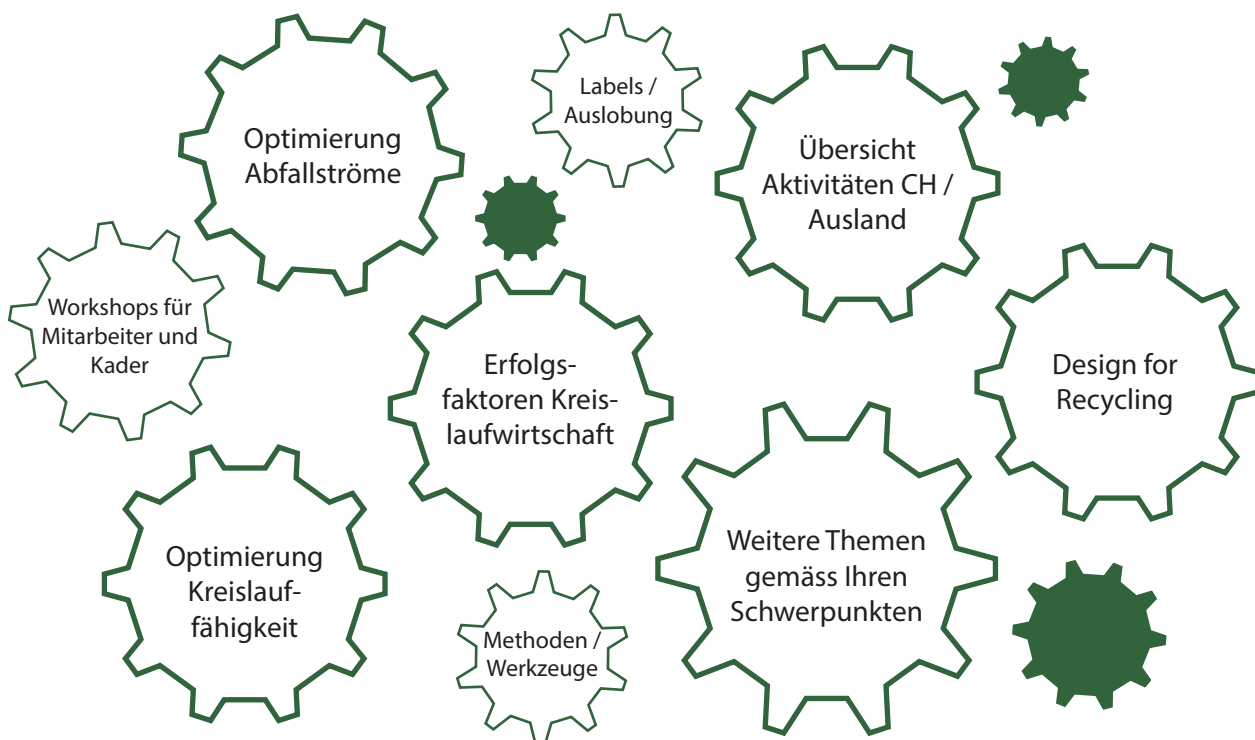 Optimierung
Abfallströme
Labels /
Auslobung
Übersicht
Aktivitäten CH /
Ausland
Workshops für
Mitarbeiter und
Kader
Erfolgs-
faktoren Kreis-
laufwirtschaft
Design for
Recycling
Optimierung
Kreislauf-
fähigkeit
Methoden /
Werkzeuge
Weitere Themen
gemäss Ihren
Schwerpunkten